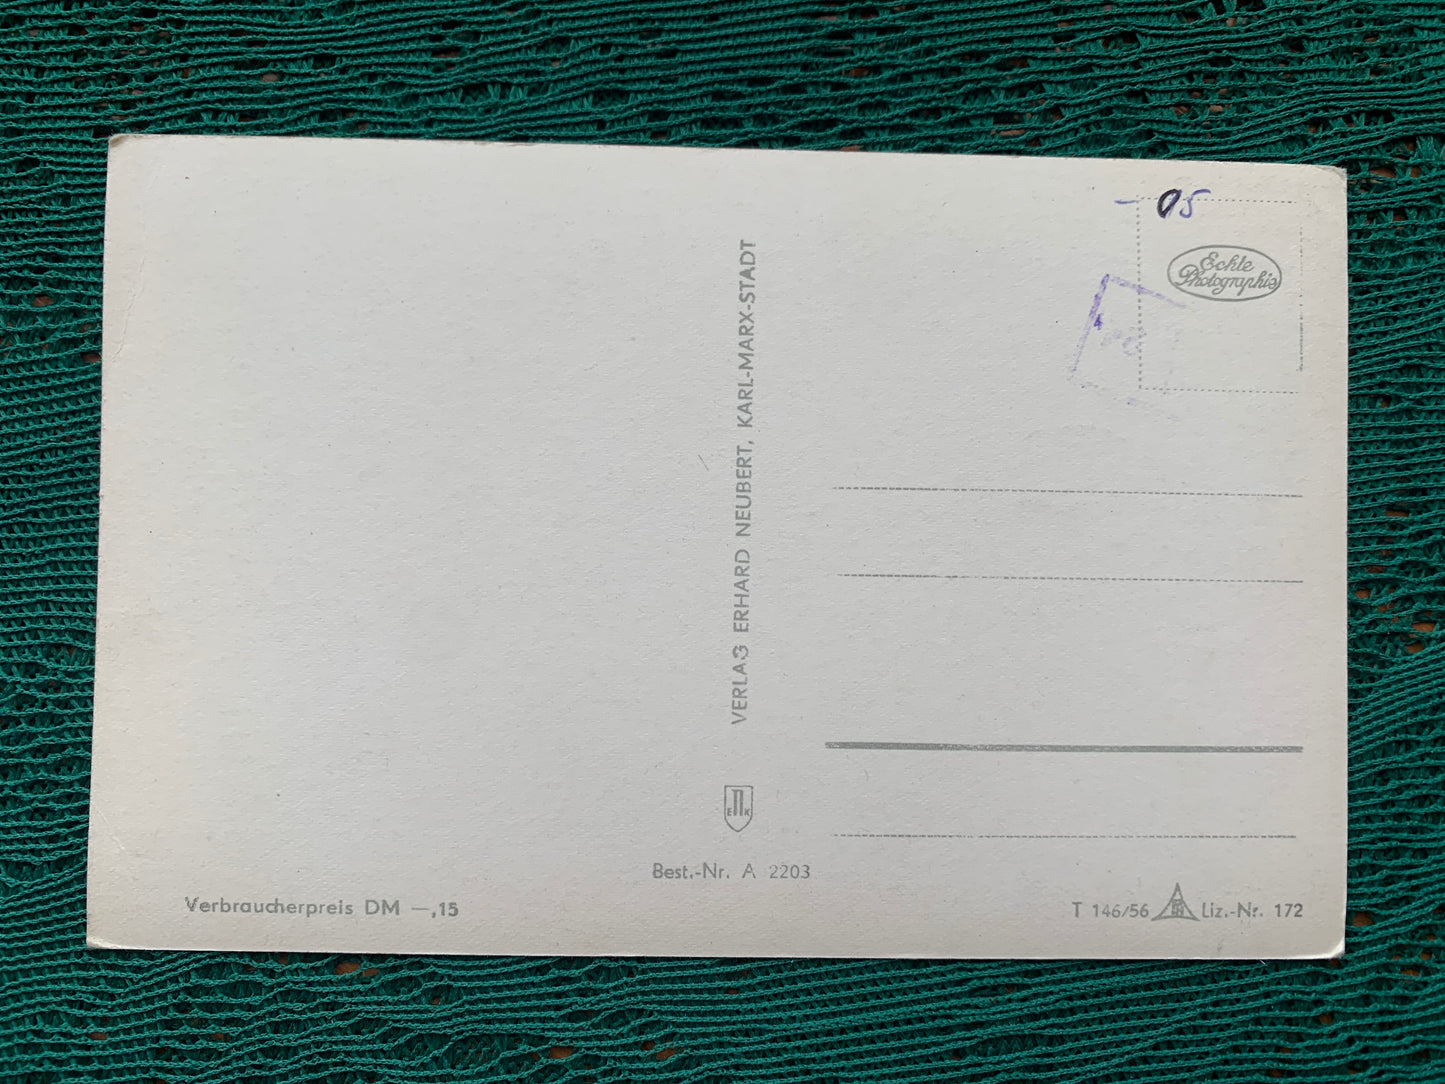 - 05
Echte
Photographie
VERLAG ERHARD NEUBERT, KARL-MARX-STADT
E N K
Best.-Nr. A 2203
Verbraucherpreis DM —,15
T 146/56
Liz.-Nr. 172